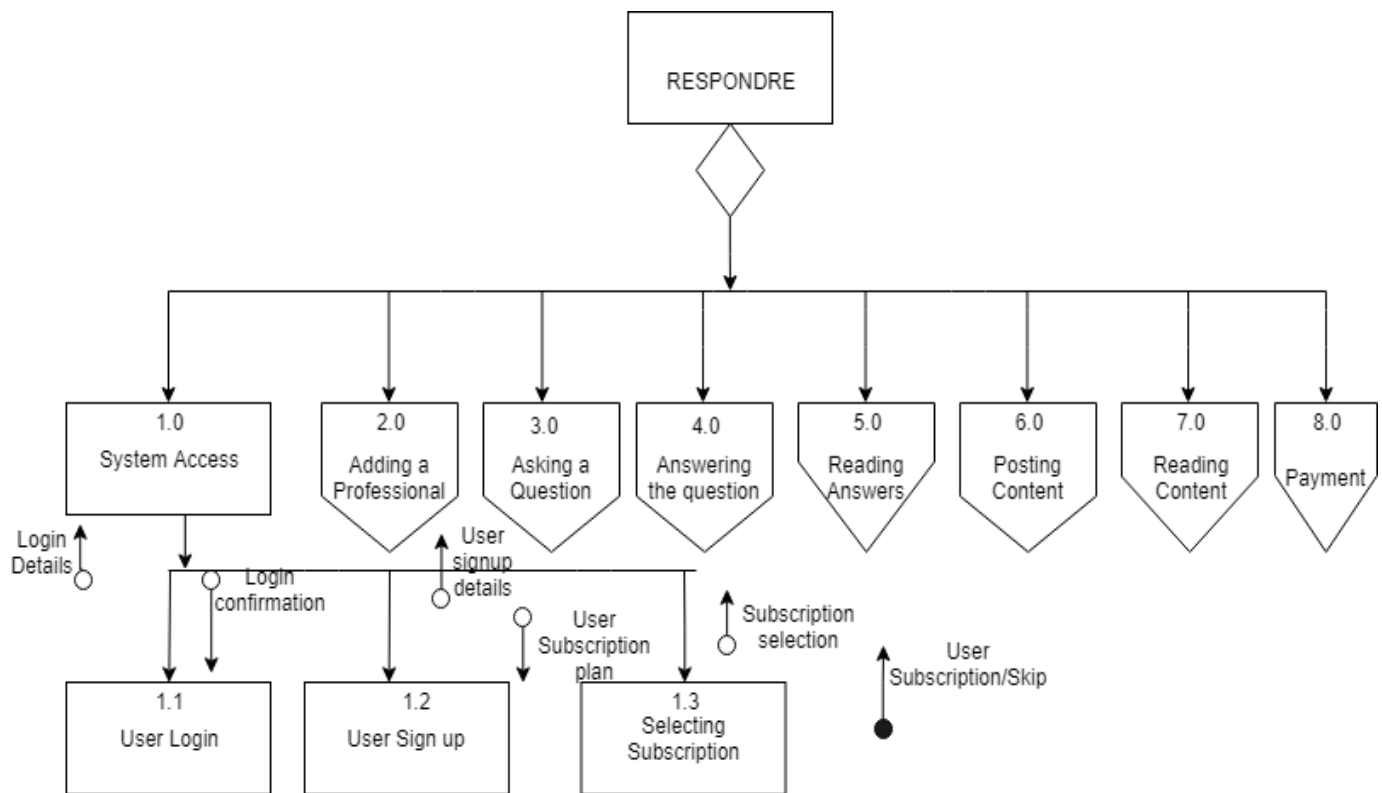 RESPONDRE
1.0
System Access
2.0
Adding a
Professional
3.0
Asking a
Question
4.0
Answering
the question
5.0
Reading
Answers
6.0
Posting
Content
7.0
Reading
Content
8.0
Payment
Login
Details
Login
confirmation
User
signup
details
User
Subscription
plan
Subscription
selection
User
Subscription/Skip
1.1
User Login
1.2
User Sign up
1.3
Selecting
Subscription